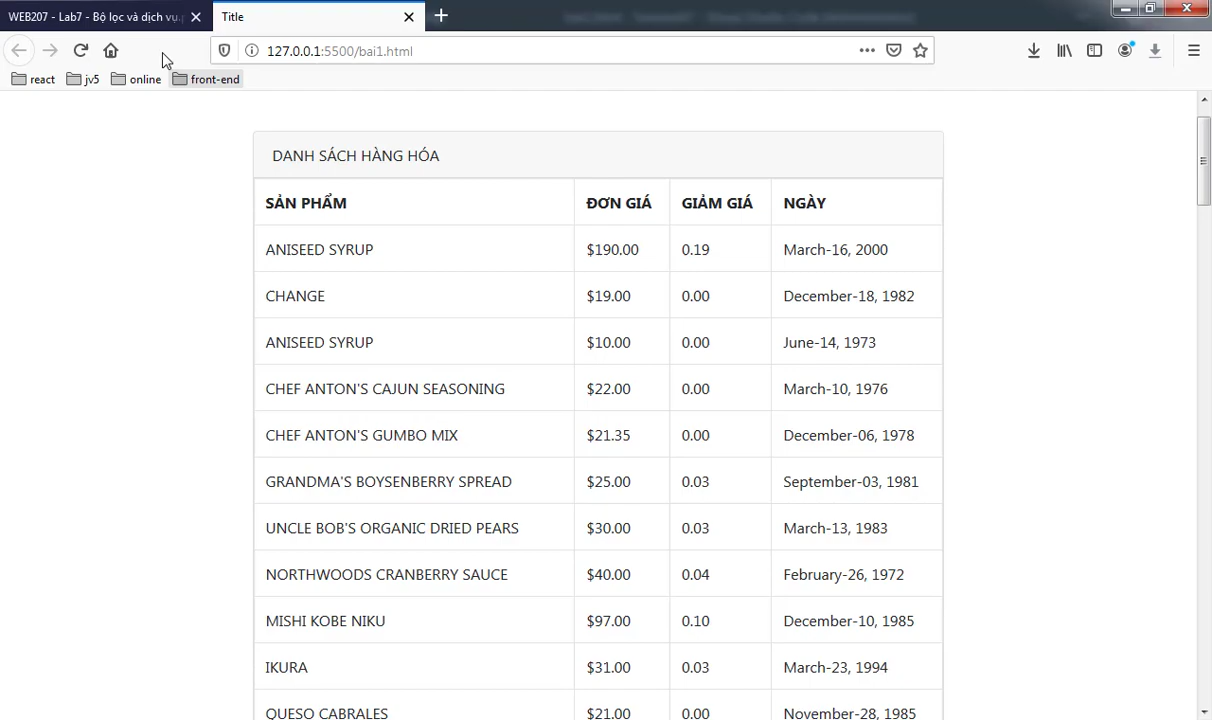 WEB207 - Lab7 - Bộ lọc và dịch vụ.p
Title
127.0.0.1:5500/bai1.html
react jv5 online front-end
DANH SÁCH HÀNG HÓA
SẢN PHẨM ĐƠN GIÁ GIẢM GIÁ NGÀY
ANISEED SYRUP $190.00 0.19 March-16, 2000
CHANGE $19.00 0.00 December-18, 1982
ANISEED SYRUP $10.00 0.00 June-14, 1973
CHEF ANTON'S CAJUN SEASONING $22.00 0.00 March-10, 1976
CHEF ANTON'S GUMBO MIX $21.35 0.00 December-06, 1978
GRANDMA'S BOYSENBERRY SPREAD $25.00 0.03 September-03, 1981
UNCLE BOB'S ORGANIC DRIED PEARS $30.00 0.03 March-13, 1983
NORTHWOODS CRANBERRY SAUCE $40.00 0.04 February-26, 1972
MISHI KOBE NIKU $97.00 0.10 December-10, 1985
IKURA $31.00 0.03 March-23, 1994
QUESO CABRALES $21.00 0.00 November-28, 1985